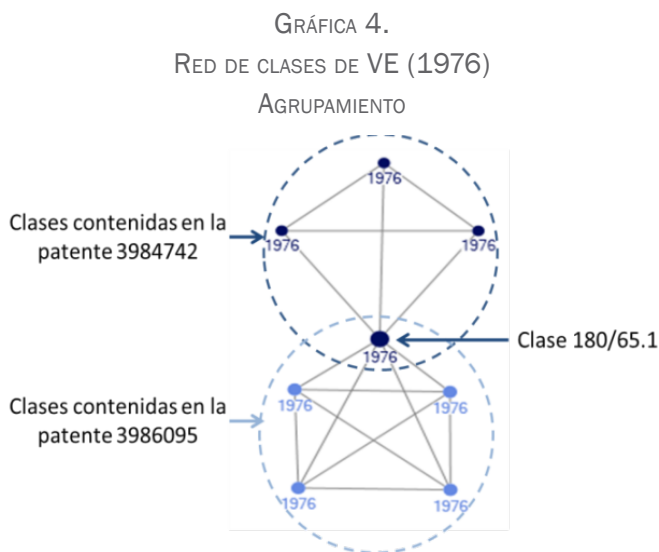 Gráfica 4.
Red de clases de VE (1976)
Agrupamiento
1976
Clases contenidas en la
patente 3984742
1976
1976
Clase 180/65.1
1976
1976
1976
Clases contenidas en la
patente 3986095
1976
1976